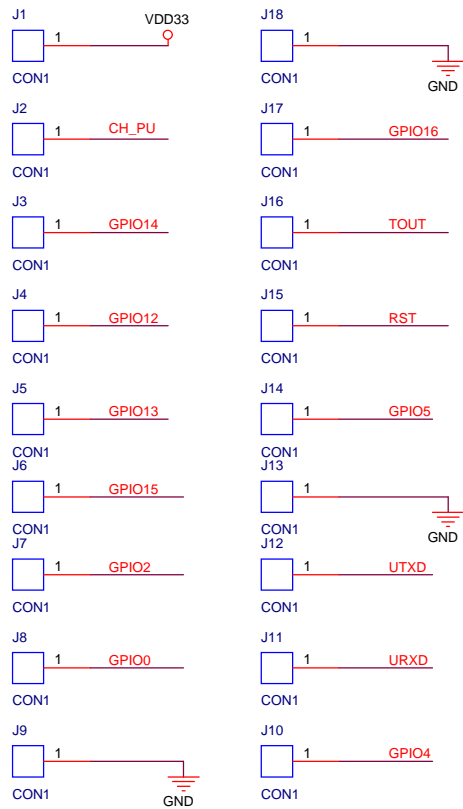 J1
VDD33
1
CON1
J2
CH_PU
1
CON1
J3
GPIO14
1
CON1
J4
GPIO12
1
CON1
J5
GPIO13
1
CON1
J6
GPIO15
1
CON1
J7
GPIO2
1
CON1
J8
GPIO0
1
CON1
J9
1
CON1
GND
J18
1
GND
CON1
J17
GPIO16
1
CON1
J16
TOUT
1
CON1
J15
RST
1
CON1
J14
GPIO5
1
CON1
J13
1
GND
CON1
J12
UTXD
1
CON1
J11
URXD
1
CON1
J10
GPIO4
1
CON1